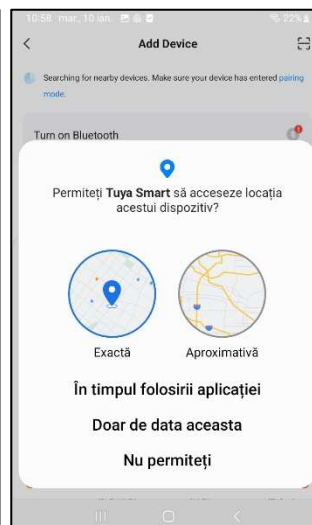 10:58 mar., 10 ian.
22%
Add Device
Searching for nearby devices. Make sure your device has entered pairing
mode.
Turn on Bluetooth
Permiteți Tuya Smart să acceseze locația
acestui dispozitiv?
Exactă
Aproximativă
În timpul folosirii aplicației
Doar de data aceasta
Nu permiteți